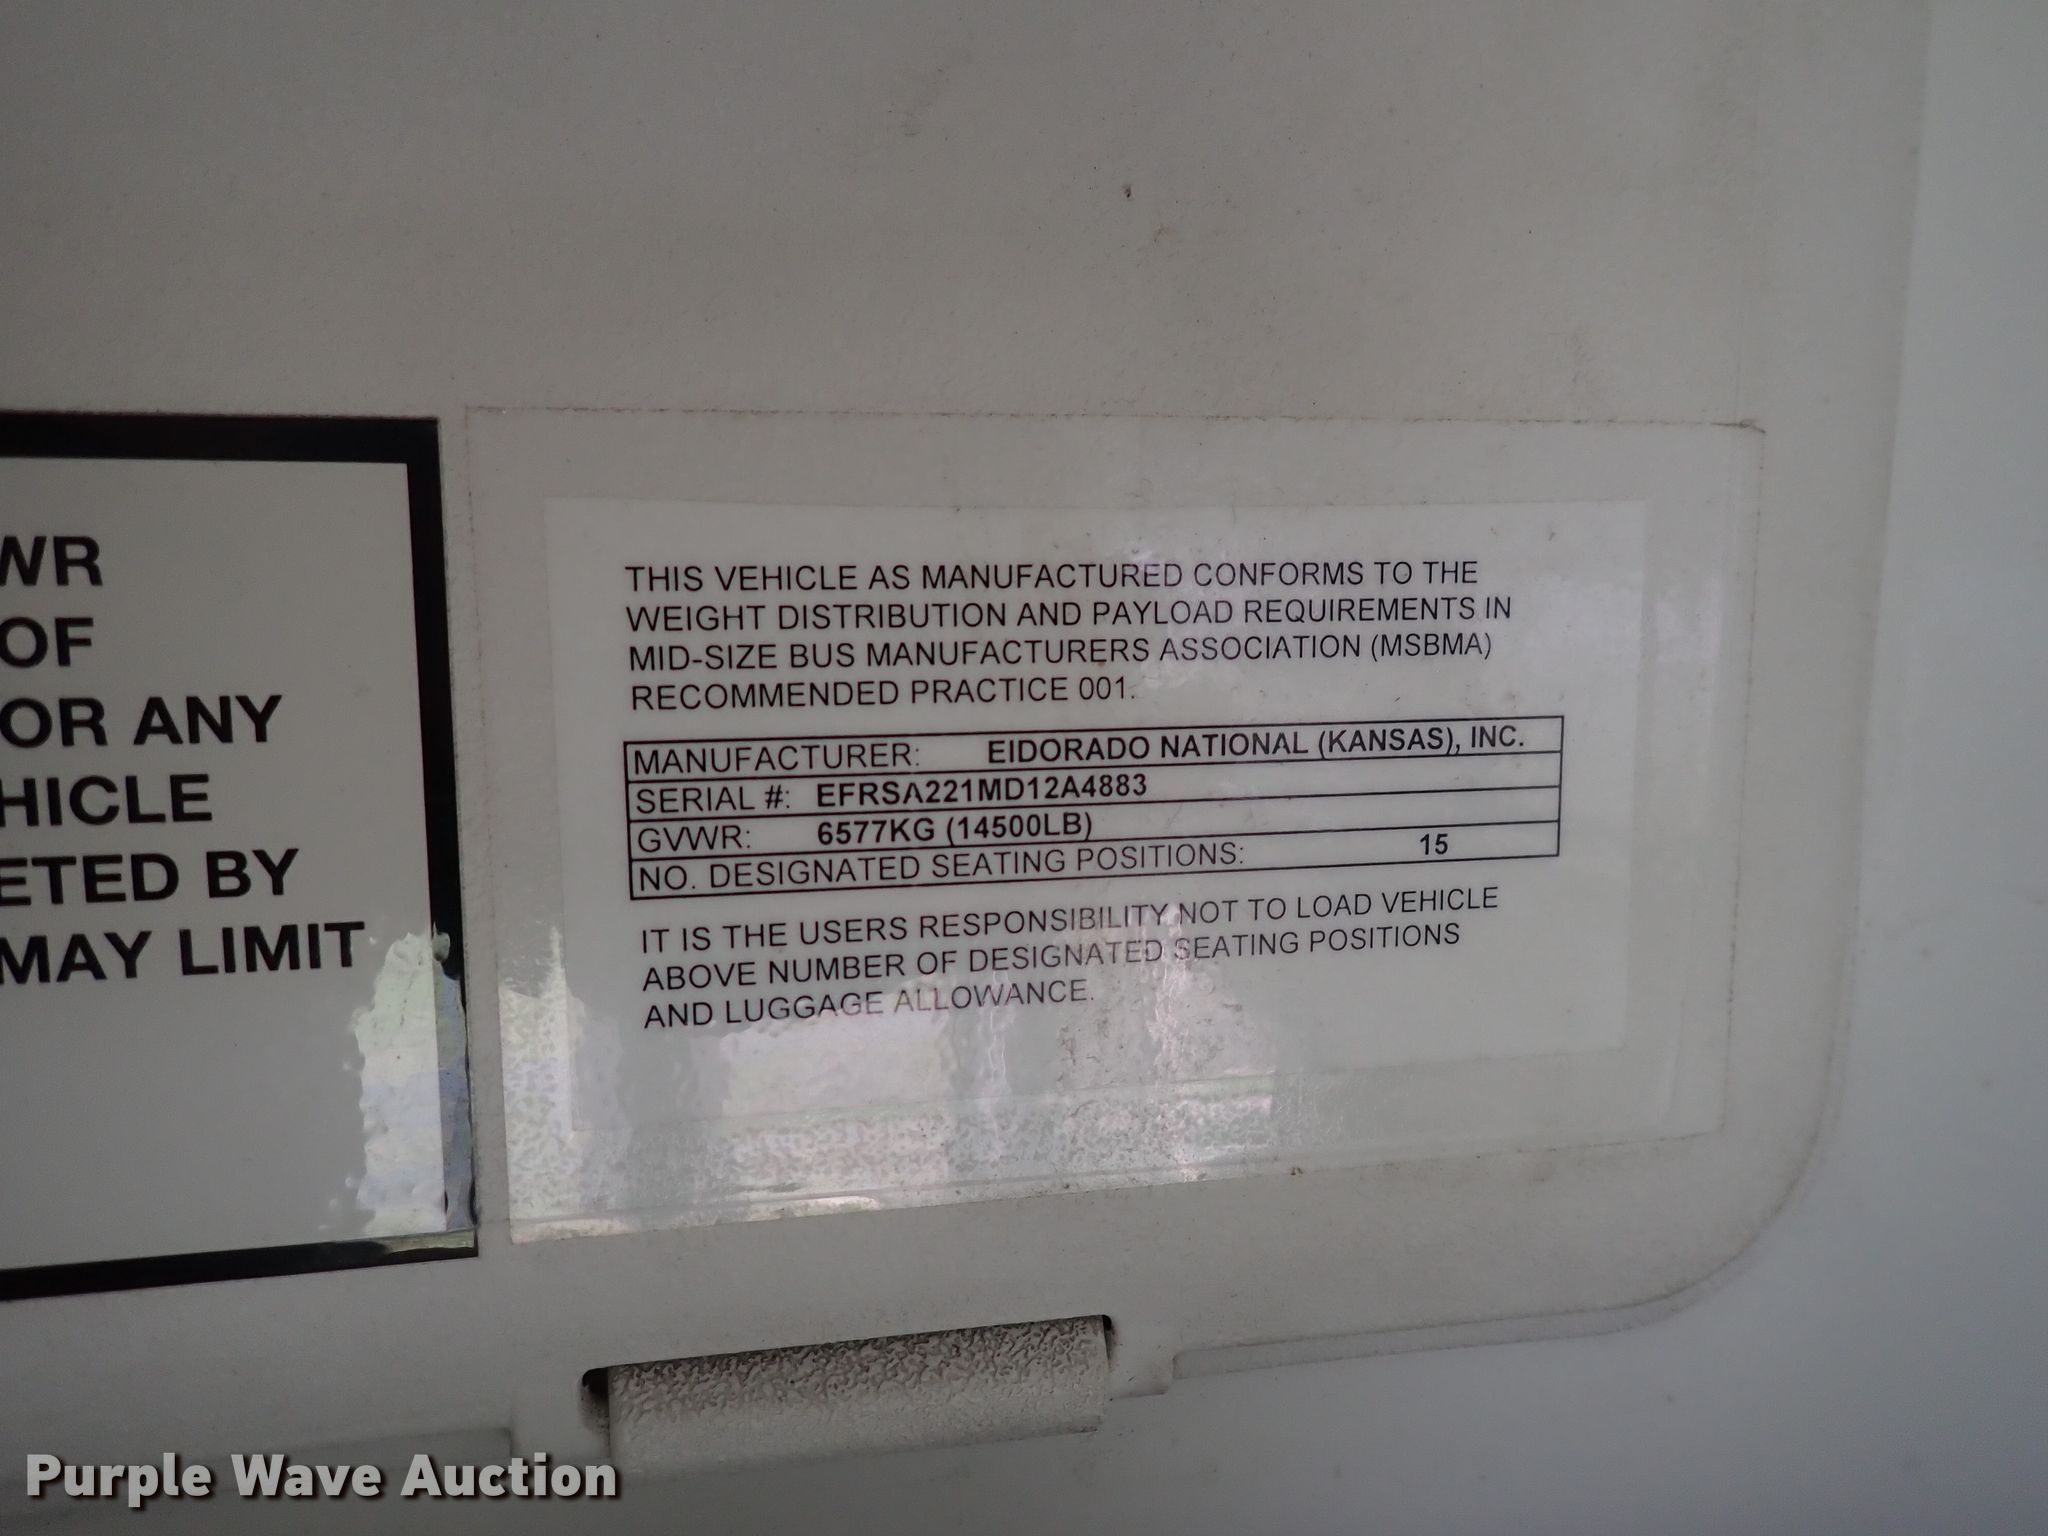 WR
OF
OR ANY
HICLE
ETED BY
MAY LIMIT
THIS VEHICLE AS MANUFACTURED CONFORMS TO THE
WEIGHT DISTRIBUTION AND PAYLOAD REQUIREMENTS IN
MID-SIZE BUS MANUFACTURERS ASSOCIATION (MSBMA)
RECOMMENDED PRACTICE 001.
MANUFACTURER: EIDORADO NATIONAL (KANSAS), INC.
SERIAL #: EFRSA221MD12A4883
GVWR: 6577KG (14500LB)
NO. DESIGNATED SEATING POSITIONS: 15
IT IS THE USERS RESPONSIBILITY NOT TO LOAD VEHICLE
ABOVE NUMBER OF DESIGNATED SEATING POSITIONS
AND LUGGAGE ALLOWANCE.
Purple Wave Auction